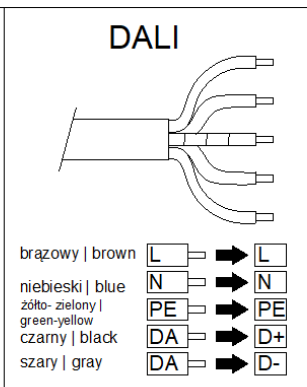 DALI
brązowy | brown L L
niebieski | blue N N
żółto- zielony |
green-yellow PE PE
czarny | black DA D+
szary | gray DA D-